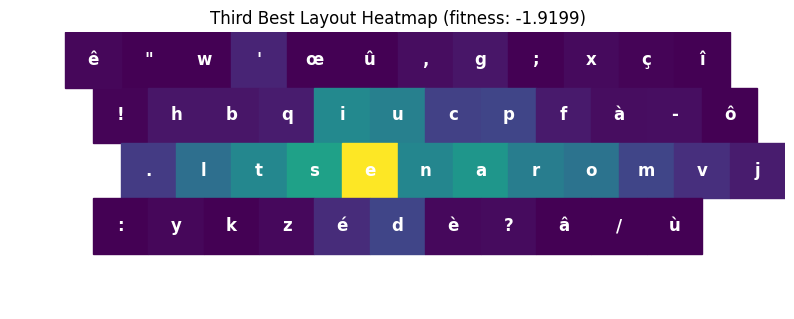 Third Best Layout Heatmap (fitness: -1.9199)
ê " w ' œ û , g ; x ç î
! h b q i u c p f à - ô
. l t s e n a r o m v j
: y k z é d è ? â / ù